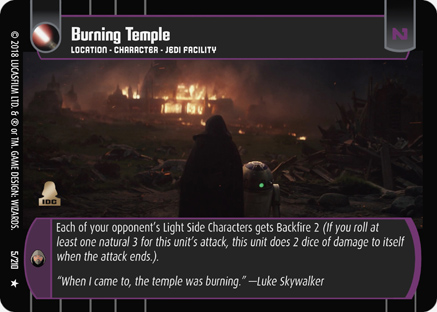 Burning Temple
LOCATION - CHARACTER - JEDI FACILITY
2
© 2018 LUCASFILM LTD. & ® OR TM. GAME DESIGN: WIZARDS.
IDC
5/210
Each of your opponent's Light Side Characters gets Backfire 2 (If you roll at
least one natural 3 for this unit's attack, this unit does 2 dice of damage to itself
when the attack ends.).
"When I came to, the temple was burning." —Luke Skywalker